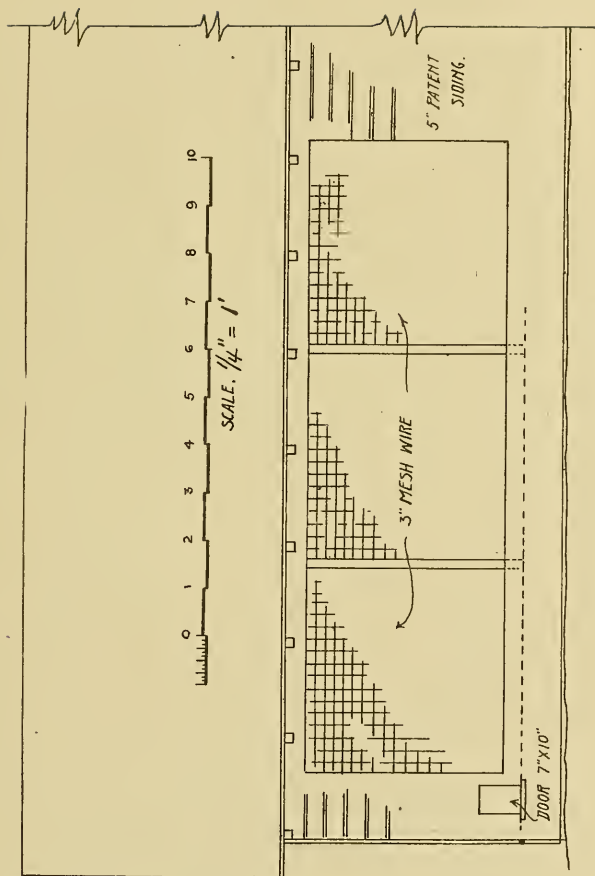 5" PATENT
SIDING.
0 1 2 3 4 5 6 7 8 9 10
SCALE. 1/4" = 1'
3" MESH WIRE
DOOR 7"X10"